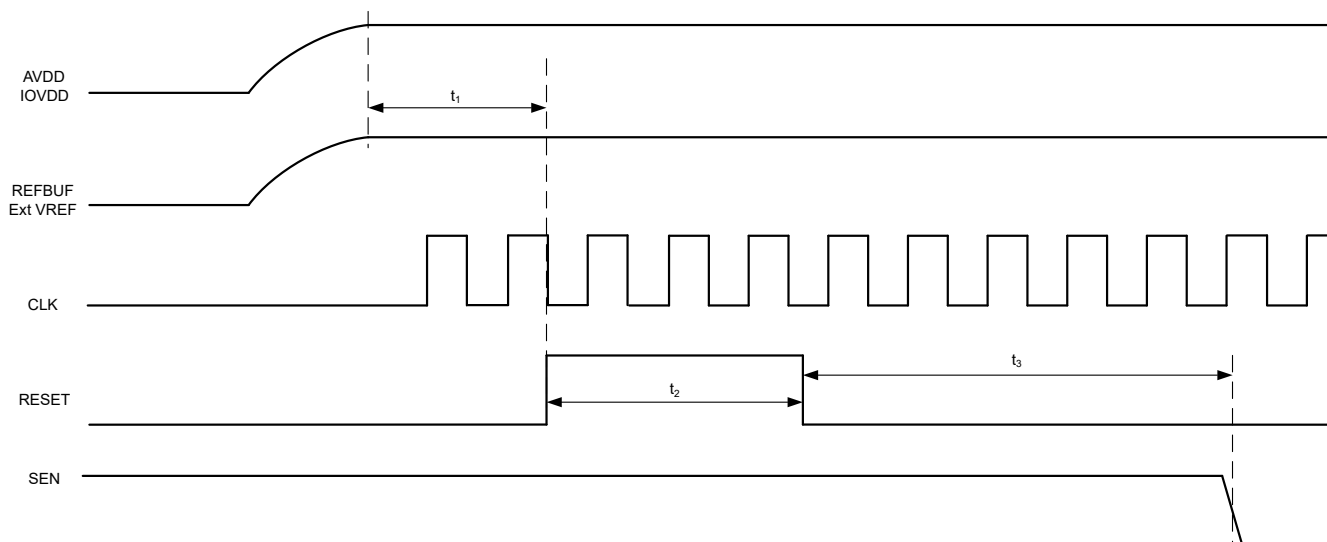 AVDD
IOVDD
t₁
REFBUF
Ext VREF
CLK
t₃
RESET
t₂
SEN